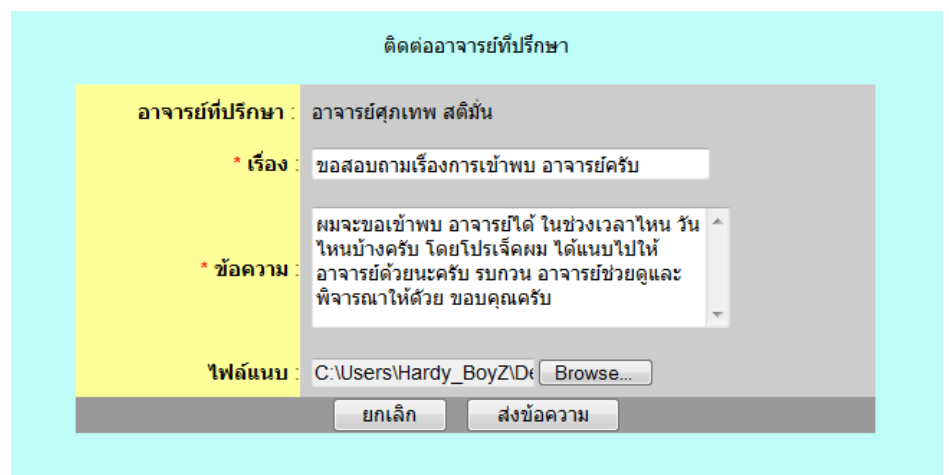 ติดต่ออาจารย์ที่ปรึกษา
อาจารย์ที่ปรึกษา : อาจารย์ศุภเทพ สติมั่น
* เรื่อง : ขอสอบถามเรื่องการเข้าพบ อาจารย์ครับ
ผมจะขอเข้าพบ อาจารย์ได้ ในช่วงเวลาไหน วัน
ไหนบ้างครับ โดยโปรเจ็คผม ได้แนบไปให้
* ข้อความ : อาจารย์ด้วยนะครับ รบกวน อาจารย์ช่วยดูและ
พิจารณาให้ด้วย ขอบคุณครับ
ไฟล์แนบ : C:\Users\Hardy_BoyZ\De Browse...
ยกเลิก ส่งข้อความ